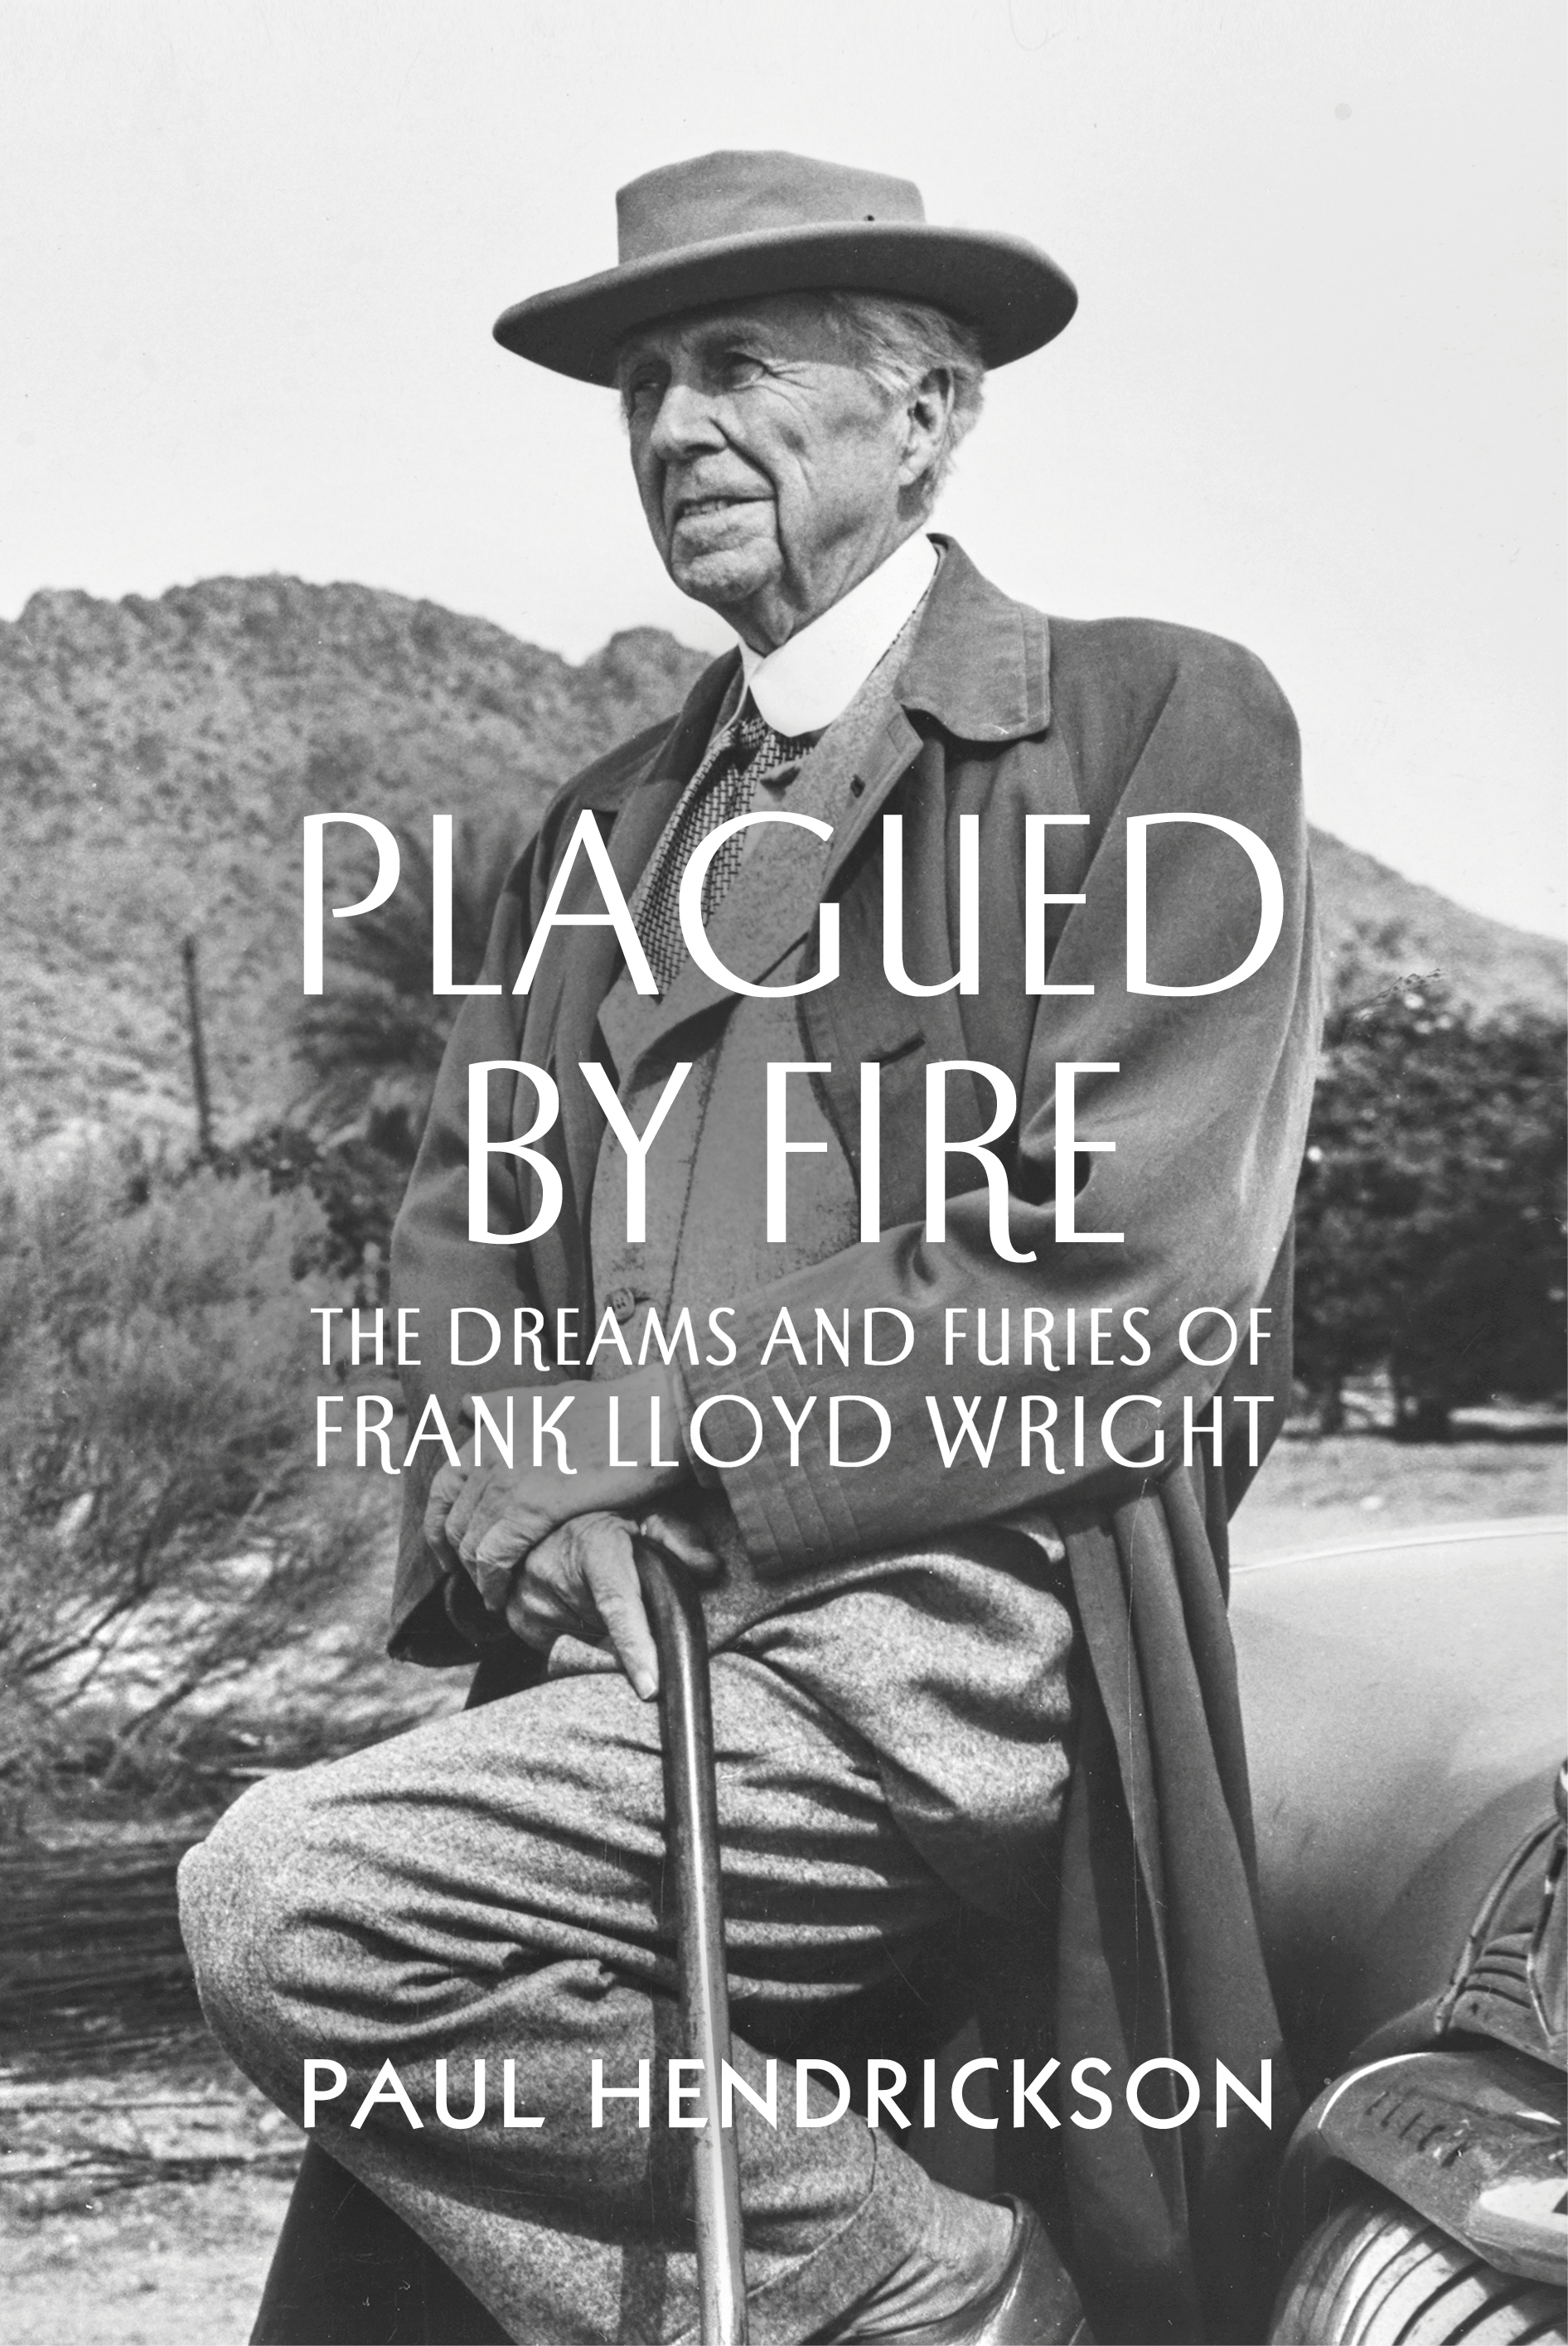 PLAGUED
BY FIRE
THE DREAMS AND FURIES OF
FRANK LLOYD WRIGHT
PAUL HENDRICKSON